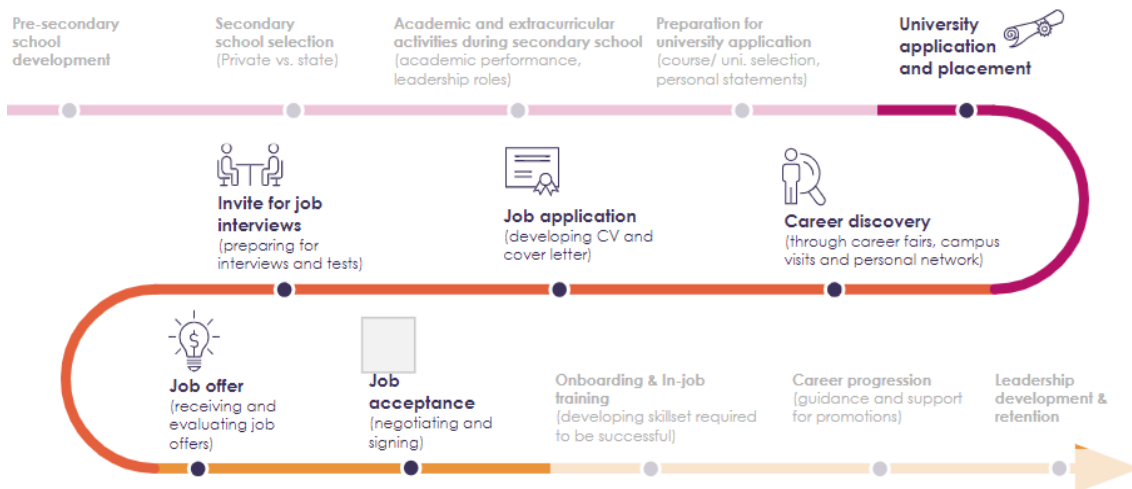 Pre-secondary
school
development
Secondary
school selection
(Private vs. state)
Academic and extracurricular
activities during secondary school
(academic performance,
leadership roles)
Preparation for
university application
(course/ uni. selection,
personal statements)
University
application
and placement
Invite for job
interviews
(preparing for
interviews and tests)
Job application
(developing CV and
cover letter)
Career discovery
(through career fairs, campus
visits and personal network)
$
Job offer
(receiving and
evaluating job
offers)
Job
acceptance
(negotiating and
signing)
Onboarding & In-job
training
(developing skillset required
to be successful)
Career progression
(guidance and support
for promotions)
Leadership
development &
retention